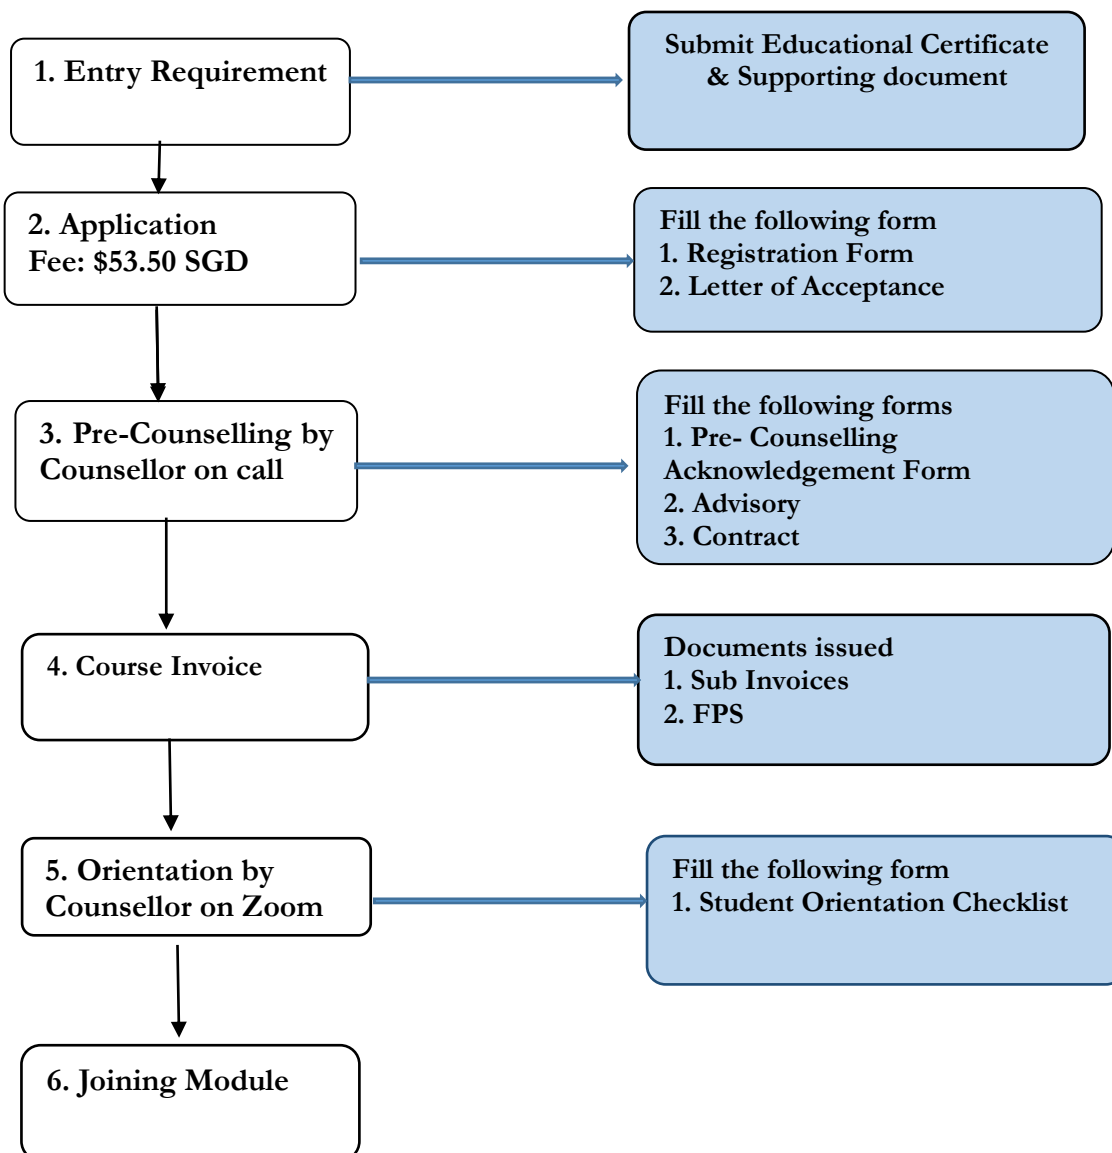 1. Entry Requirement
Submit Educational Certificate
& Supporting document
2. Application
Fee: $53.50 SGD
Fill the following form
1. Registration Form
2. Letter of Acceptance
3. Pre-Counselling by
Counsellor on call
Fill the following forms
1. Pre- Counselling
Acknowledgement Form
2. Advisory
3. Contract
4. Course Invoice
Documents issued
1. Sub Invoices
2. FPS
5. Orientation by
Counsellor on Zoom
Fill the following form
1. Student Orientation Checklist
6. Joining Module